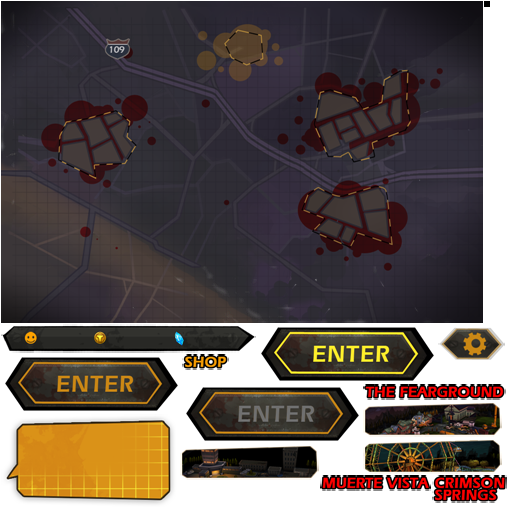 109
SHOP
ENTER
ENTER
ENTER
THE FEARGROUND
MUERTE VISTA
CRIMSON
SPRINGS